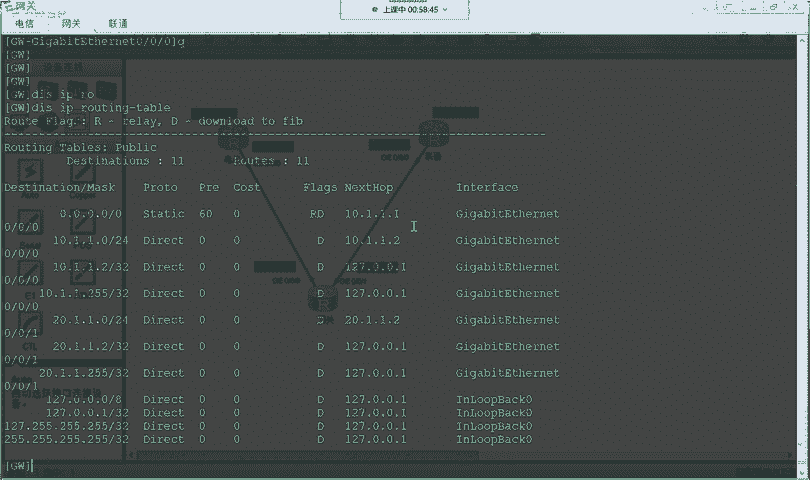 网关
上课中 00:58:45
电信 网关 联通
[GW-GigabitEthernet0/0/0]q
[GW]
[GW]
[GW]
[GW]dis ip ro
[GW]dis ip routing-table
Route Flags: R - relay, D - download to fib
------------------------------------------------------------------------------
Routing Tables: Public
Destinations : 11 Routes : 11
Destination/Mask Proto Pre Cost Flags NextHop Interface
0.0.0.0/0 Static 60 0 RD 10.1.1.1 GigabitEthernet
0/0/0
10.1.1.0/24 Direct 0 0 D 10.1.1.2 GigabitEthernet
0/0/0
10.1.1.2/32 Direct 0 0 D 127.0.0.1 GigabitEthernet
0/0/0
10.1.1.255/32 Direct 0 0 D 127.0.0.1 GigabitEthernet
0/0/0
20.1.1.0/24 Direct 0 0 D 20.1.1.2 GigabitEthernet
0/0/1
20.1.1.2/32 Direct 0 0 D 127.0.0.1 GigabitEthernet
0/0/1
20.1.1.255/32 Direct 0 0 D 127.0.0.1 GigabitEthernet
0/0/1
127.0.0.0/8 Direct 0 0 D 127.0.0.1 InLoopBack0
127.0.0.1/32 Direct 0 0 D 127.0.0.1 InLoopBack0
127.255.255.255/32 Direct 0 0 D 127.0.0.1 InLoopBack0
255.255.255.255/32 Direct 0 0 D 127.0.0.1 InLoopBack0
[GW]